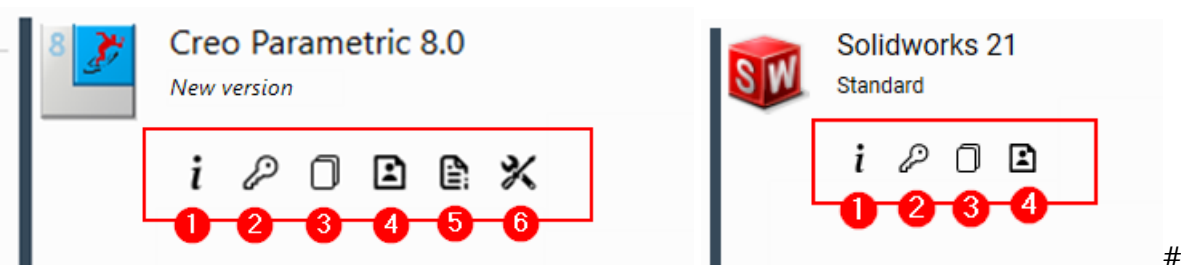 8
Creo Parametric 8.0
New version
i
1 2 3 4 5 6
SW
Solidworks 21
Standard
i
1 2 3 4
#